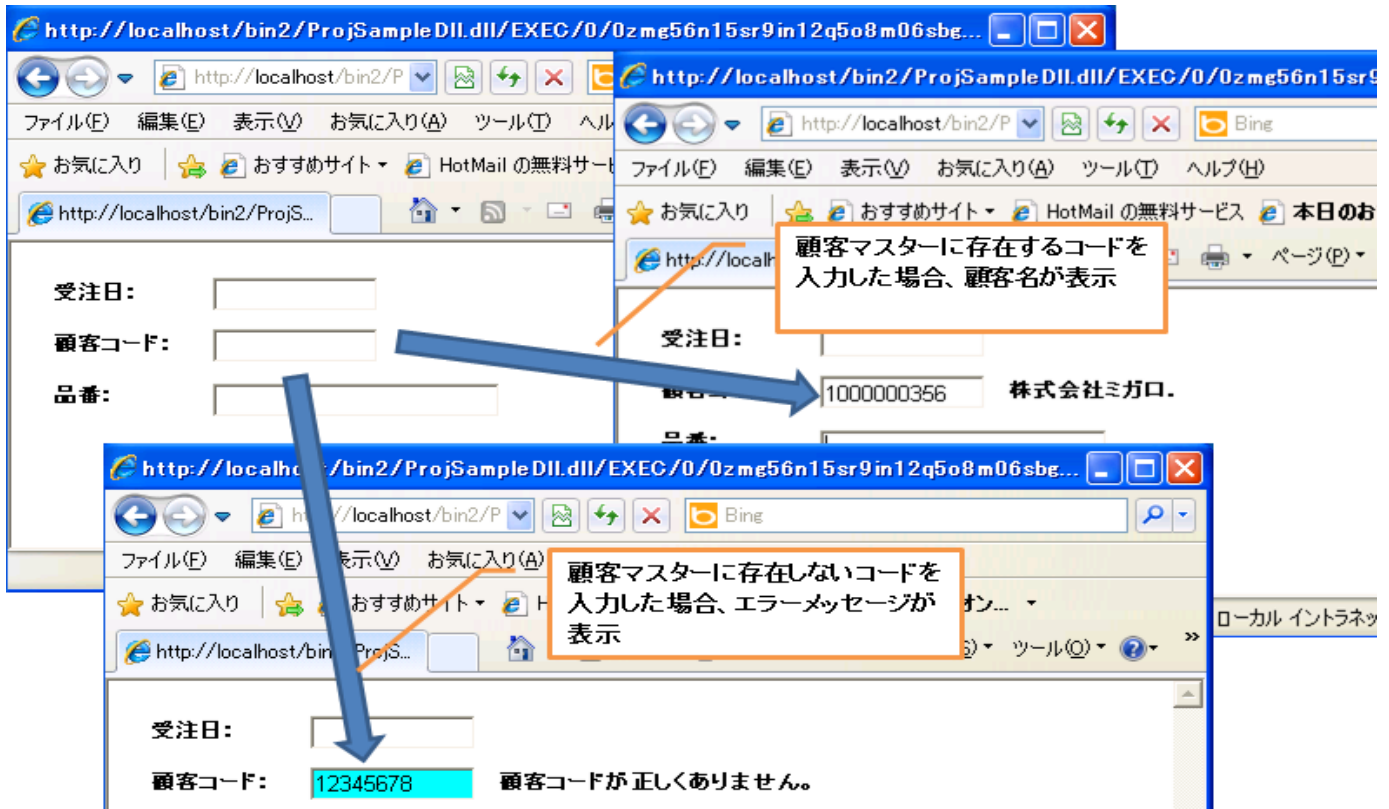 http://localhost/bin2/ProjSampleDll.dll/EXEC/0/0zmg56n15sr9in12q5o8m06sbg...
http://localhost/bin2/P
ファイル(F) 編集(E) 表示(V) お気に入り(A) ツール(T) ヘル
お気に入り おすすめサイト HotMail の無料サー
http://localhost/bin2/ProjS...
受注日:
顧客コード:
品番:
http://localhost/bin2/ProjSampleDll.dll/EXEC/0/0zmg56n15sr9
http://localhost/bin2/P Bing
ファイル(F) 編集(E) 表示(V) お気に入り(A) ツール(T) ヘルプ(H)
お気に入り おすすめサイト HotMail の無料サービス 本日のお
http://localh ページ(P)
顧客マスターに存在するコードを
入力した場合、顧客名が表示
受注日:
1000000356 株式会社ミガロ.
品番:
ローカル イントラネッ
http://localho /bin2/ProjSampleDll.dll/EXEC/0/0zmg56n15sr9in12q5o8m06sbg...
/localhost/bin2/P Bing
ファイル(F) 編集(E) 表示(V) お気に入り(A)
お気に入り おすすめサイト H オン...
http://localhost/bin ProjS... ツール(O)
顧客マスターに存在しないコードを
入力した場合、エラーメッセージが
表示
受注日:
顧客コード: 12345678 顧客コードが正しくありません。